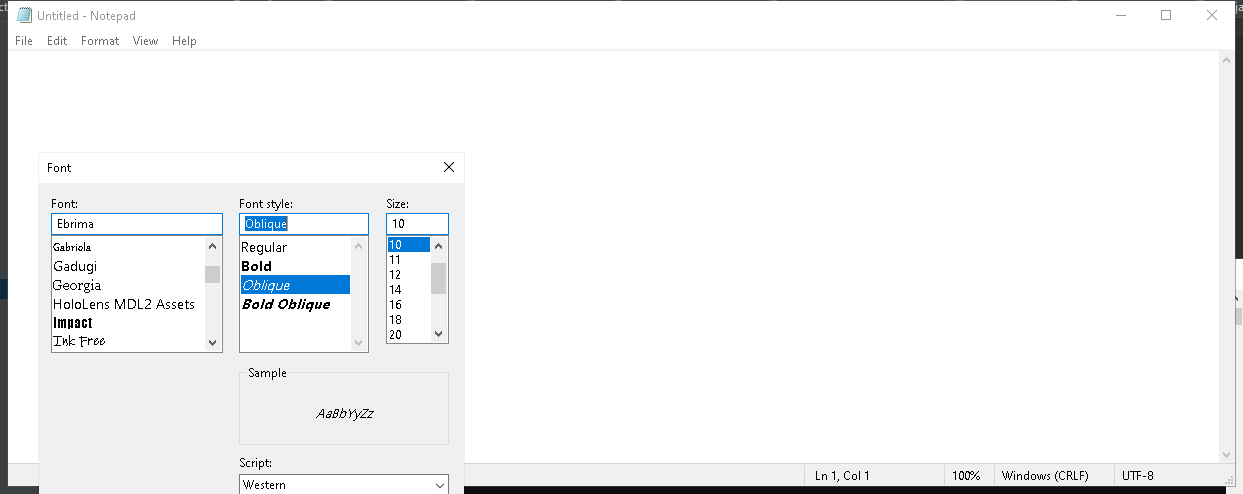 Untitled - Notepad
File Edit Format View Help
Font
Font: Font style: Size:
Ebrima Oblique 10
Gabriola Regular 10
Gadugi Bold 11
Georgia Oblique 12
HoloLens MDL2 Assets Bold Oblique 14
Impact 16
Ink Free 18
20
Sample
AaBbYyZz
Script:
Western
Ln 1, Col 1 100% Windows (CRLF) UTF-8